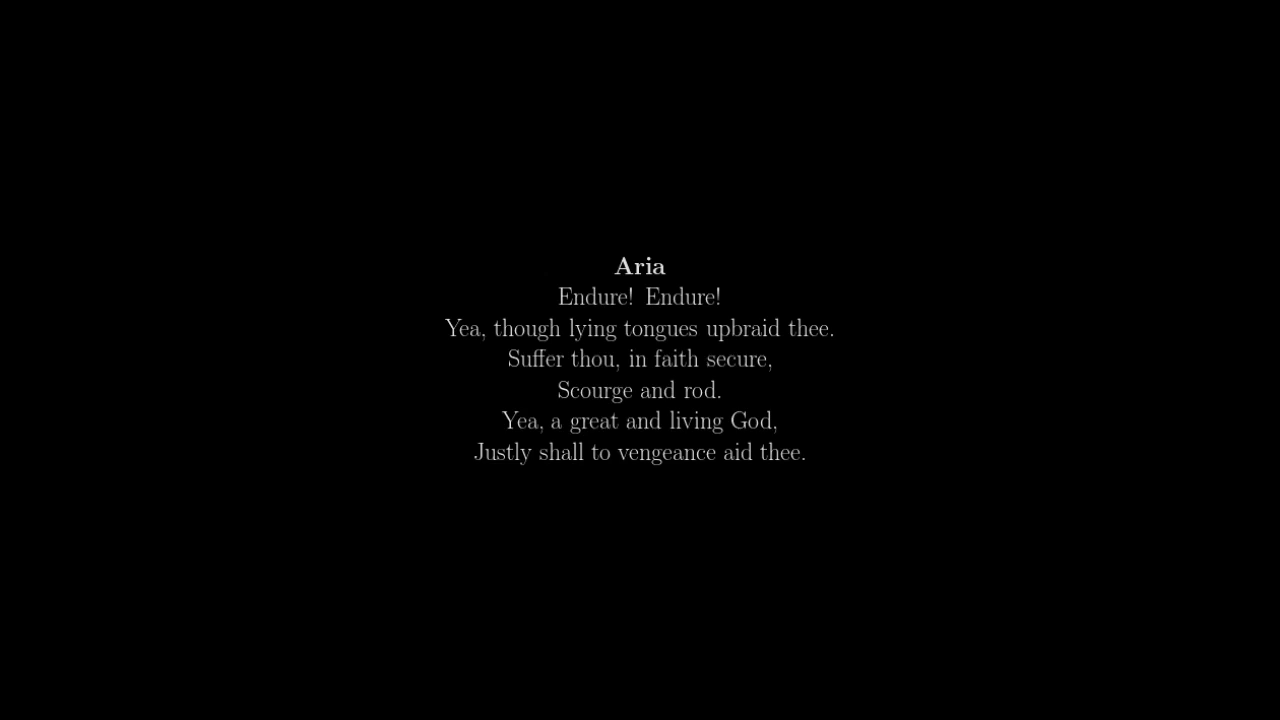 Aria
Endure! Endure!
Yea, though lying tongues upbraid thee.
Suffer thou, in faith secure,
Scourge and rod.
Yea, a great and living God,
Justly shall to vengeance aid thee.